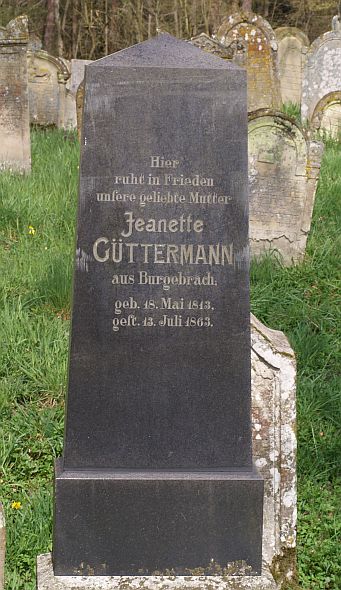 Hier
ruht in Frieden
unsere geliebte Mutter
Jeanette
GÜTTERMANN
aus Burgebrach,
geb. 18. Mai 1813.
gest. 13. Juli 1863.